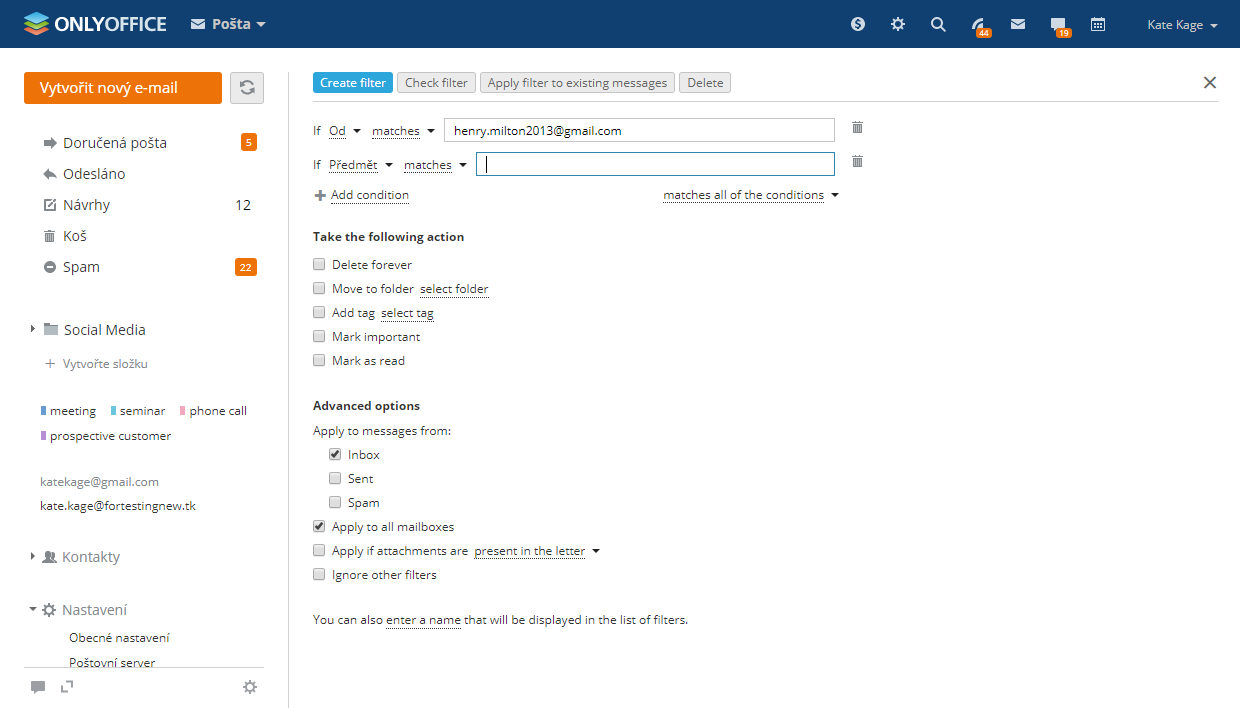 ONLYOFFICE Pošta 44 19 Kate Kage
Vytvořit nový e-mail
Doručená pošta 5
Odesláno
Návrhy 12
Koš
Spam 22
Social Media
Vytvořte složku
meeting seminar phone call
prospective customer
katekage@gmail.com
kate.kage@fortestingnew.tk
Kontakty
Nastavení
Obecné nastavení
Poštovní server
Create filter Check filter Apply filter to existing messages Delete
If Od matches henry.milton2013@gmail.com
If Předmět matches
Add condition matches all of the conditions
Take the following action
Delete forever
Move to folder select folder
Add tag select tag
Mark important
Mark as read
Advanced options
Apply to messages from:
Inbox
Sent
Spam
Apply to all mailboxes
Apply if attachments are present in the letter
Ignore other filters
You can also enter a name that will be displayed in the list of filters.